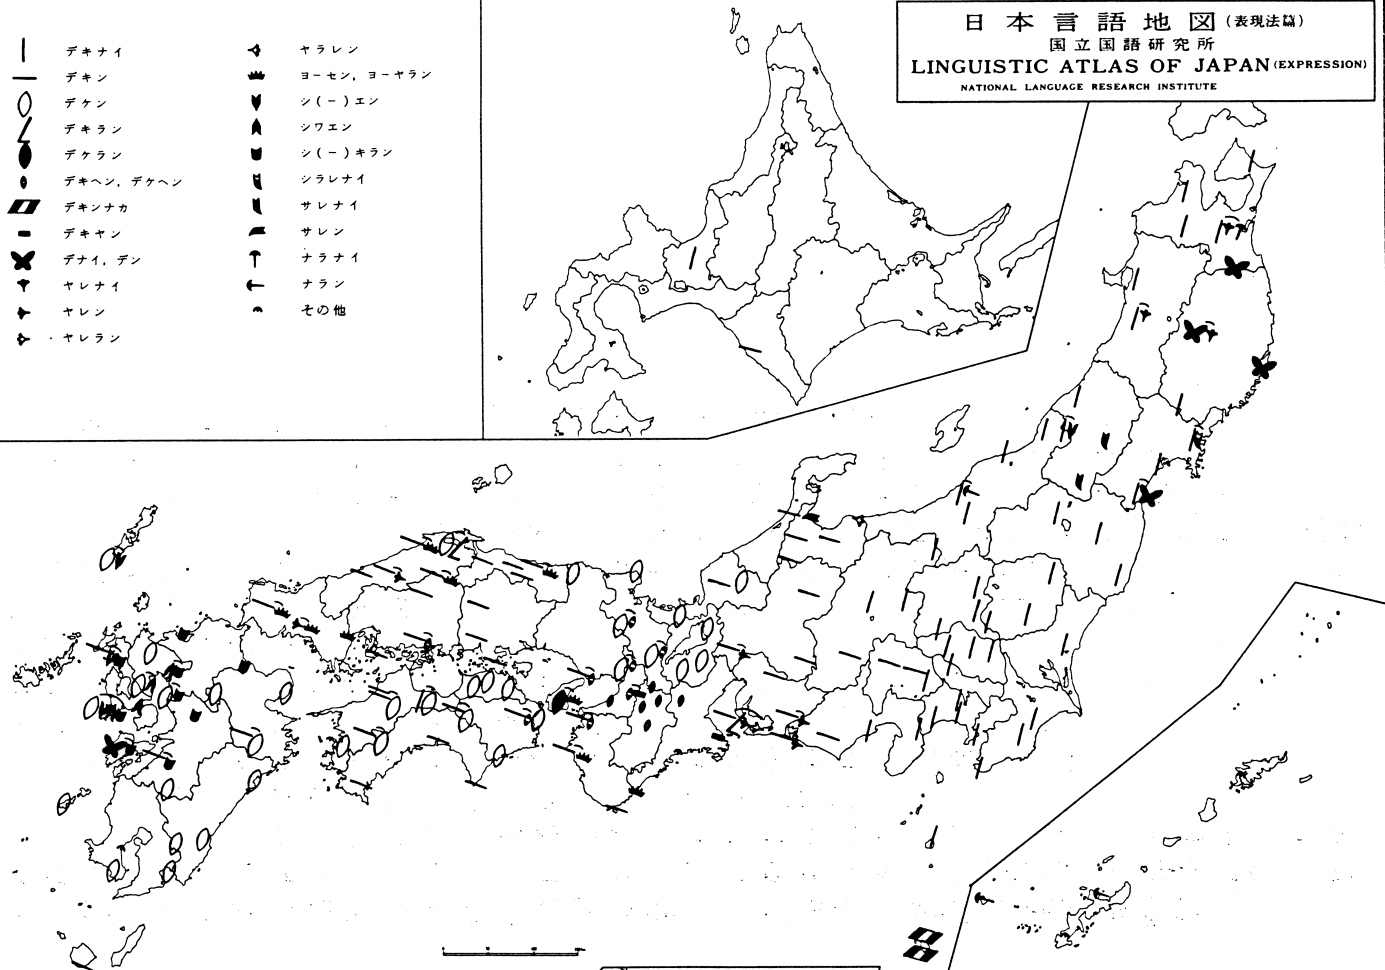 日本言語地図(表現法篇)
国立国語研究所
LINGUISTIC ATLAS OF JAPAN (EXPRESSION)
NATIONAL LANGUAGE RESEARCH INSTITUTE
デキナイ
デキン
デケン
デキラン
デケラン
デキヘン, デケヘン
デキンナカ
デキヤン
デナイ, デン
ヤレナイ
ヤレン
ヤレラン
ヤラレン
ヨーセン, ヨーヤラン
シ(ー)エン
シワエン
シ(ー)キラン
シラレナイ
サレナイ
サレン
ナラナイ
ナラン
その他